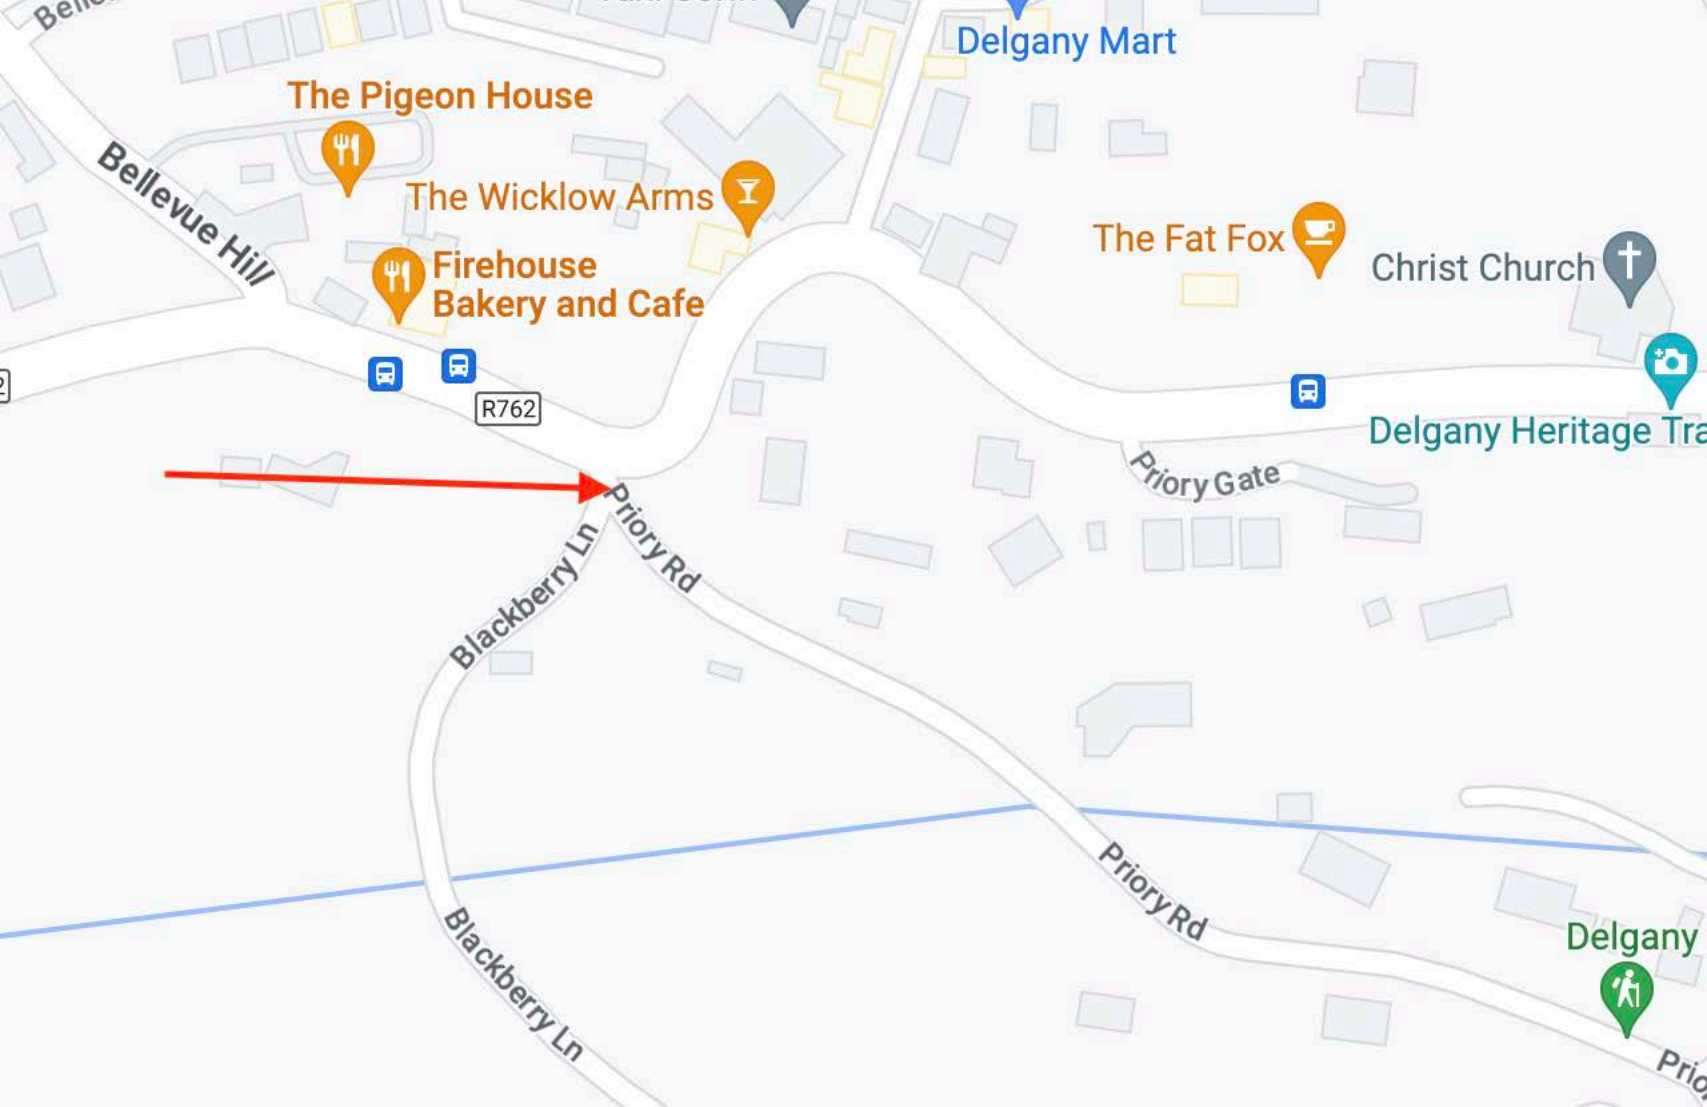 Delgany Mart
The Pigeon House
Bellevue Hill
The Wicklow Arms
The Fat Fox
Christ Church
Firehouse
Bakery and Cafe
R762
Delgany Heritage Tra
Priory Gate
Priory Rd
Blackberry Ln
Priory Rd
Delgany
Blackberry Ln
Prio